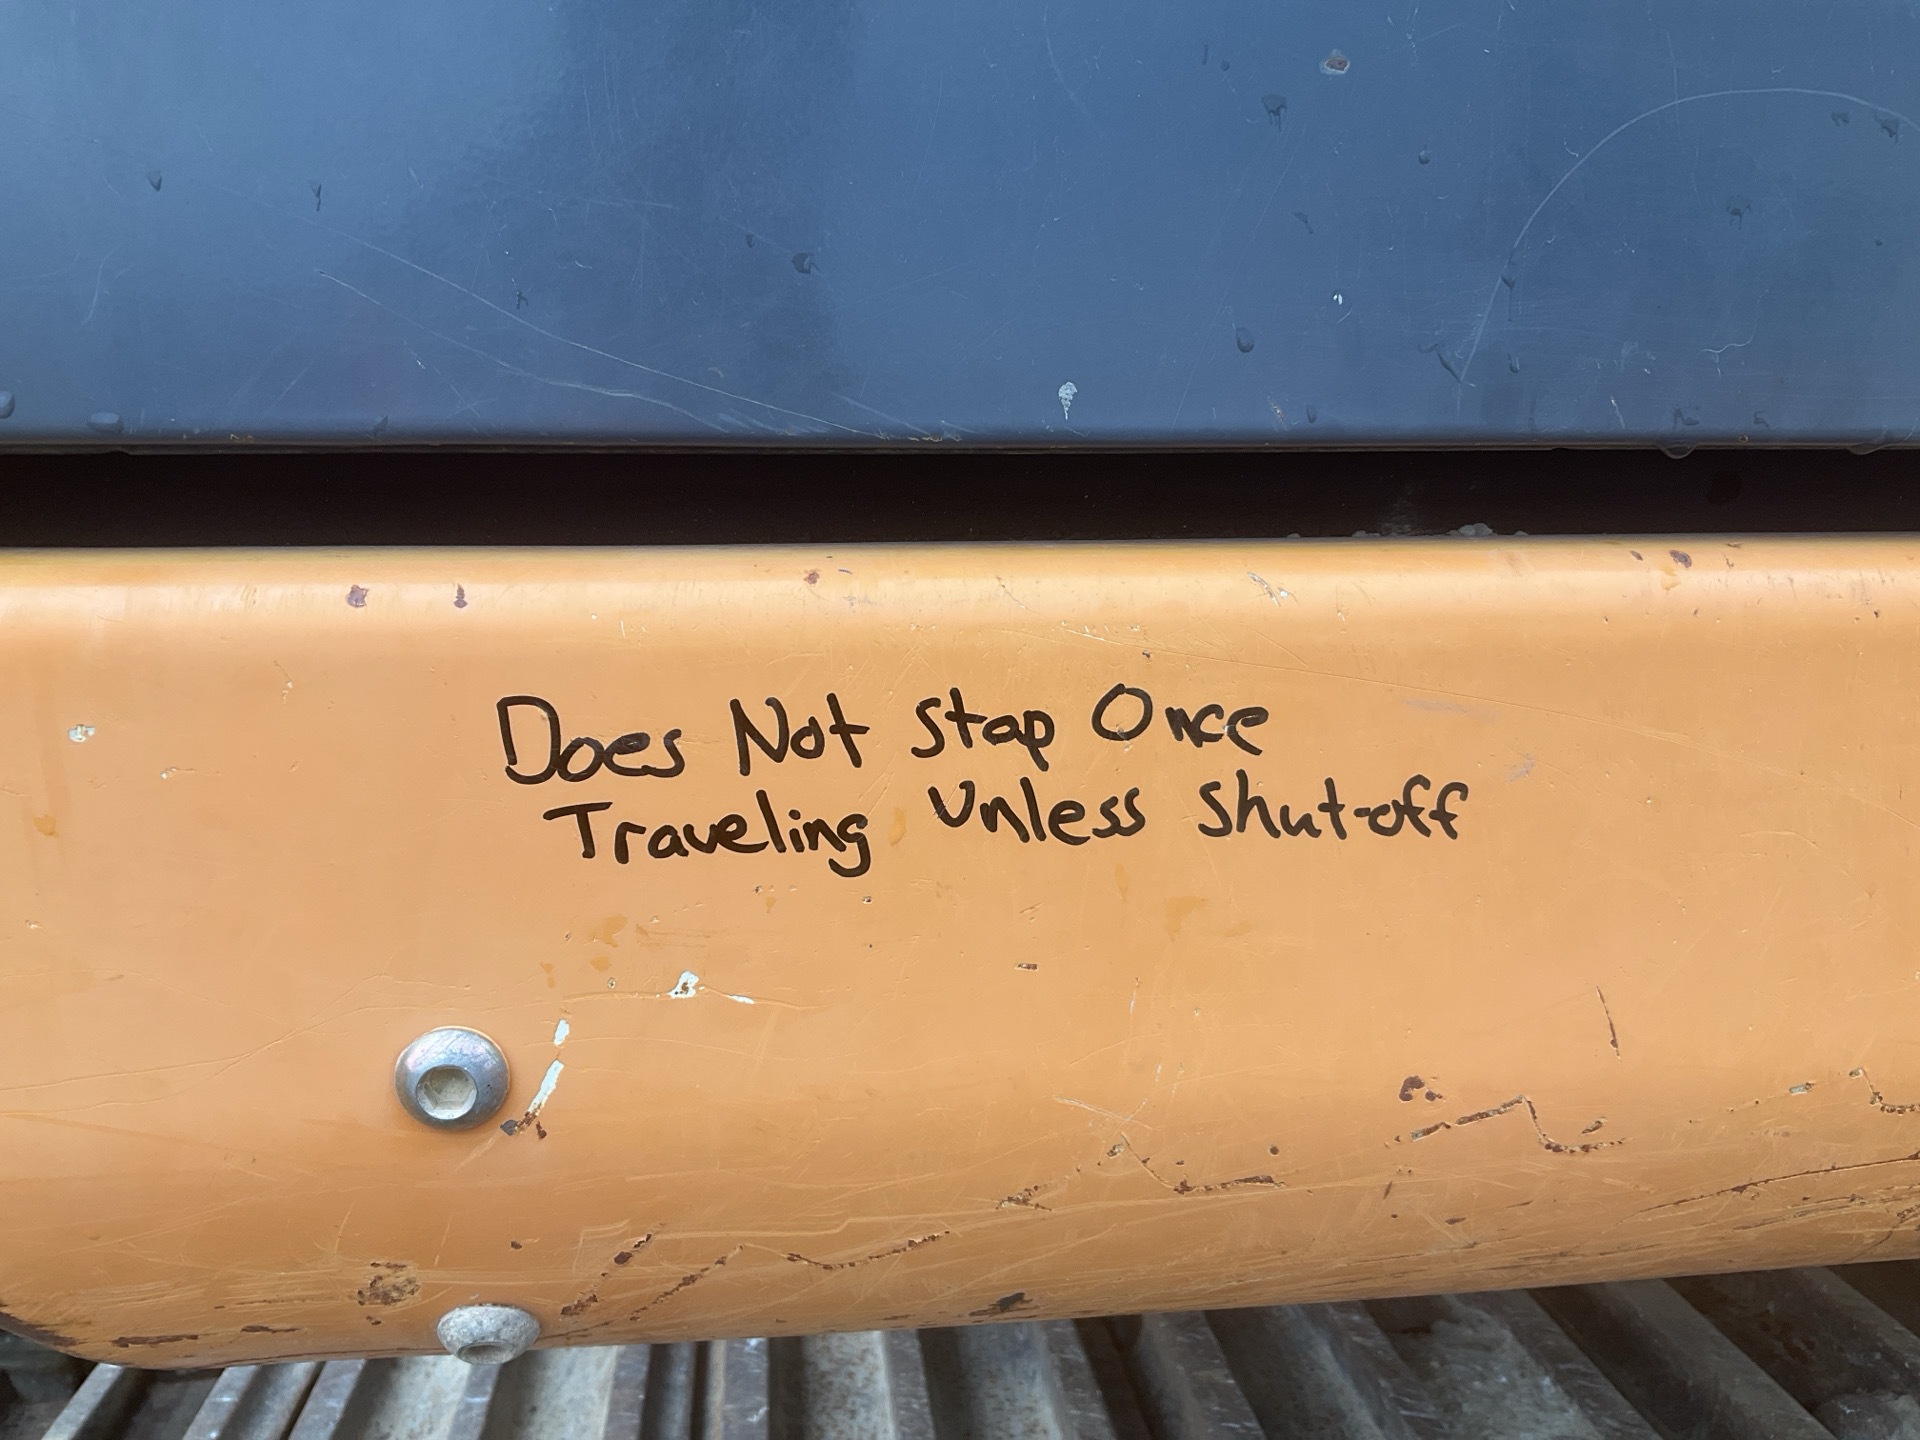 Does Not Stop Once
Traveling Unless Shut-off